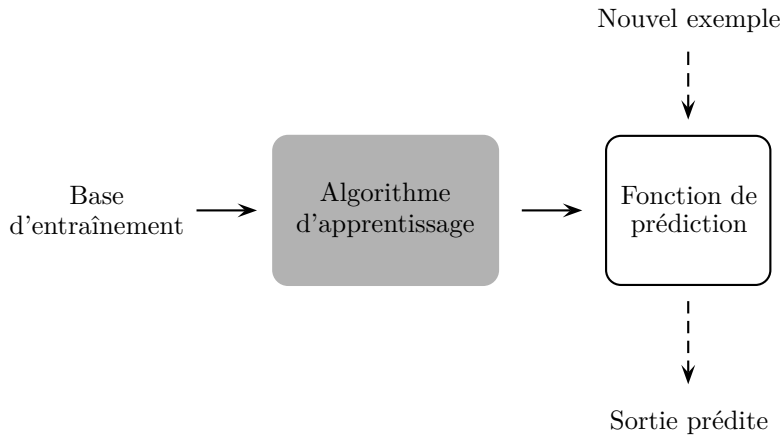 Nouvel exemple
Base
d'entraînement
Algorithme
d'apprentissage
Fonction de
prédiction
Sortie prédite